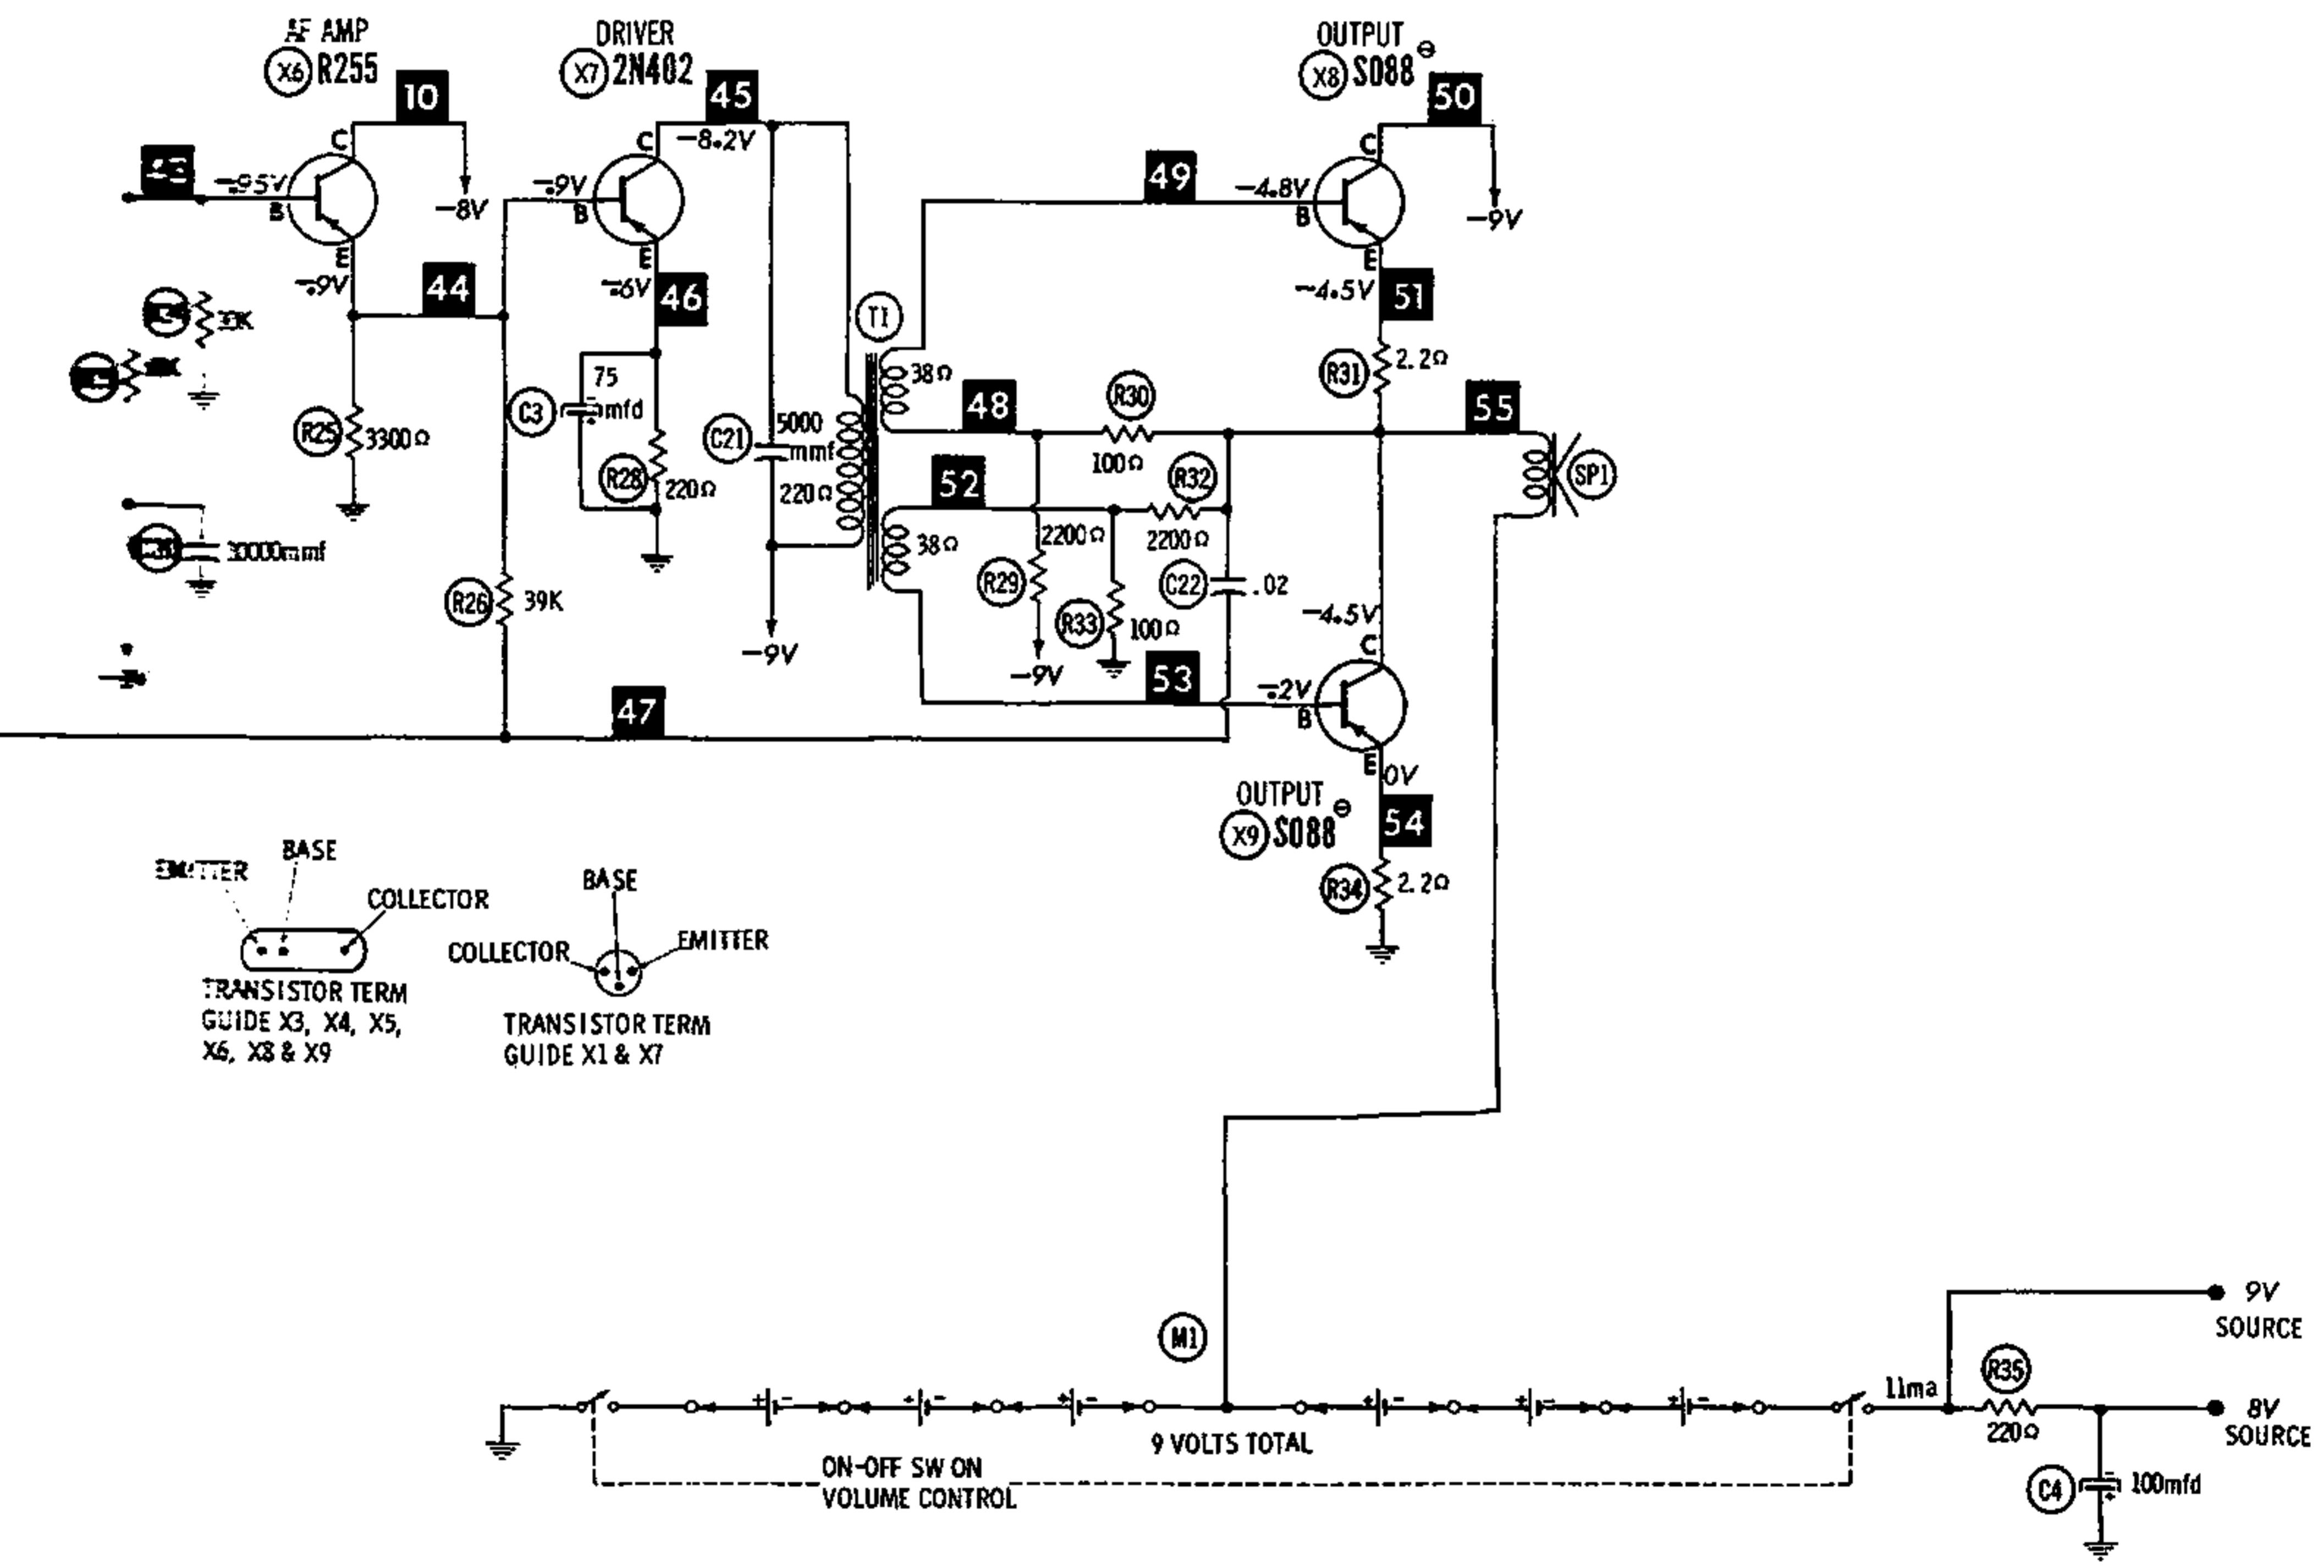 AF AMP
X6 R255
10
C
-.95V
B
-8V
E
-.9V
44
R25
3300Ω
R26
39K
47
DRIVER
X7 2N402
45
C
-8.2V
-.9V
B
E
-.6V
46
75
C3
mfd
R28
220Ω
C21
5000
mmf
220Ω
-9V
T1
38Ω
38Ω
48
52
R30
100Ω
R32
2200Ω
2200Ω
R29
-9V
R33
100Ω
C22
.02
49
53
OUTPUT
X8 S088
50
C
-4.8V
B
-9V
E
-4.5V
51
R31
2.2Ω
55
SP1
-4.5V
C
-.2V
B
E
0V
OUTPUT
X9 S088
54
R34
2.2Ω
30000mmf
EMITTER
BASE
COLLECTOR
TRANSISTOR TERM
GUIDE X3, X4, X5,
X6, X8 & X9
BASE
COLLECTOR
EMITTER
TRANSISTOR TERM
GUIDE X1 & X7
M1
+ -
+ -
+ -
+ -
+ -
+ -
9 VOLTS TOTAL
ON-OFF SW ON
VOLUME CONTROL
11ma
R35
220Ω
9V
SOURCE
8V
SOURCE
C4
100mfd